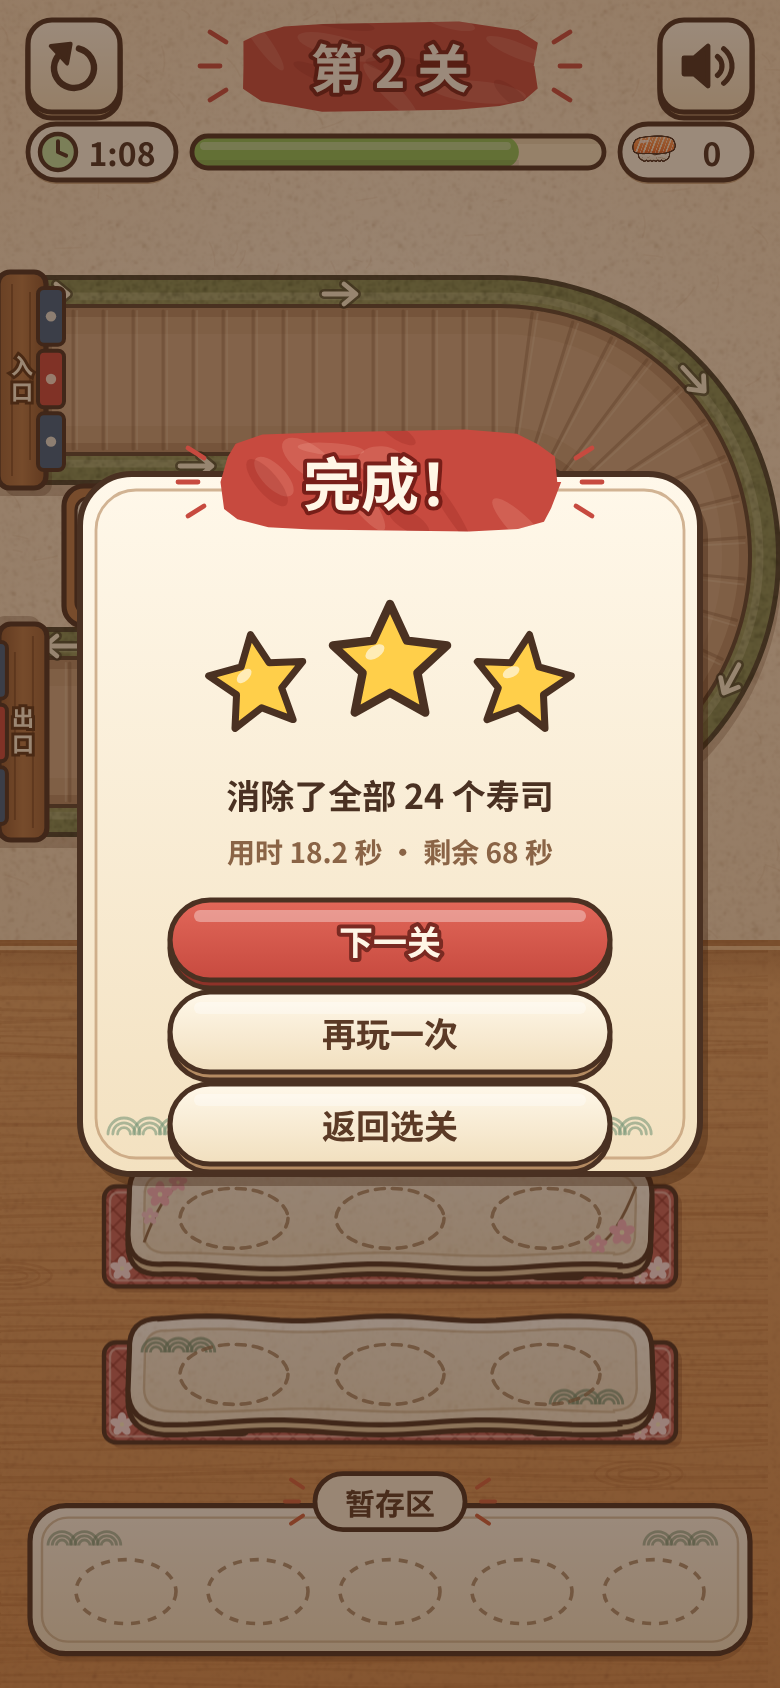 第2关
1:08
0
入口
完成!
出口
消除了全部 24 个寿司
用时 18.2 秒 · 剩余 68 秒
下一关
再玩一次
返回选关
暂存区